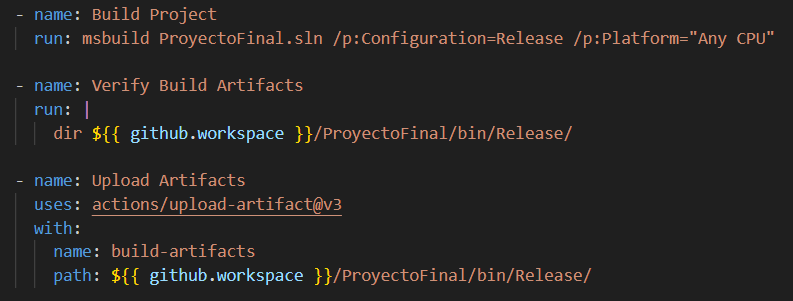 - name: Build Project
run: msbuild ProyectoFinal.sln /p:Configuration=Release /p:Platform="Any CPU"
- name: Verify Build Artifacts
run: |
dir ${{ github.workspace }}/ProyectoFinal/bin/Release/
- name: Upload Artifacts
uses: actions/upload-artifact@v3
with:
name: build-artifacts
path: ${{ github.workspace }}/ProyectoFinal/bin/Release/